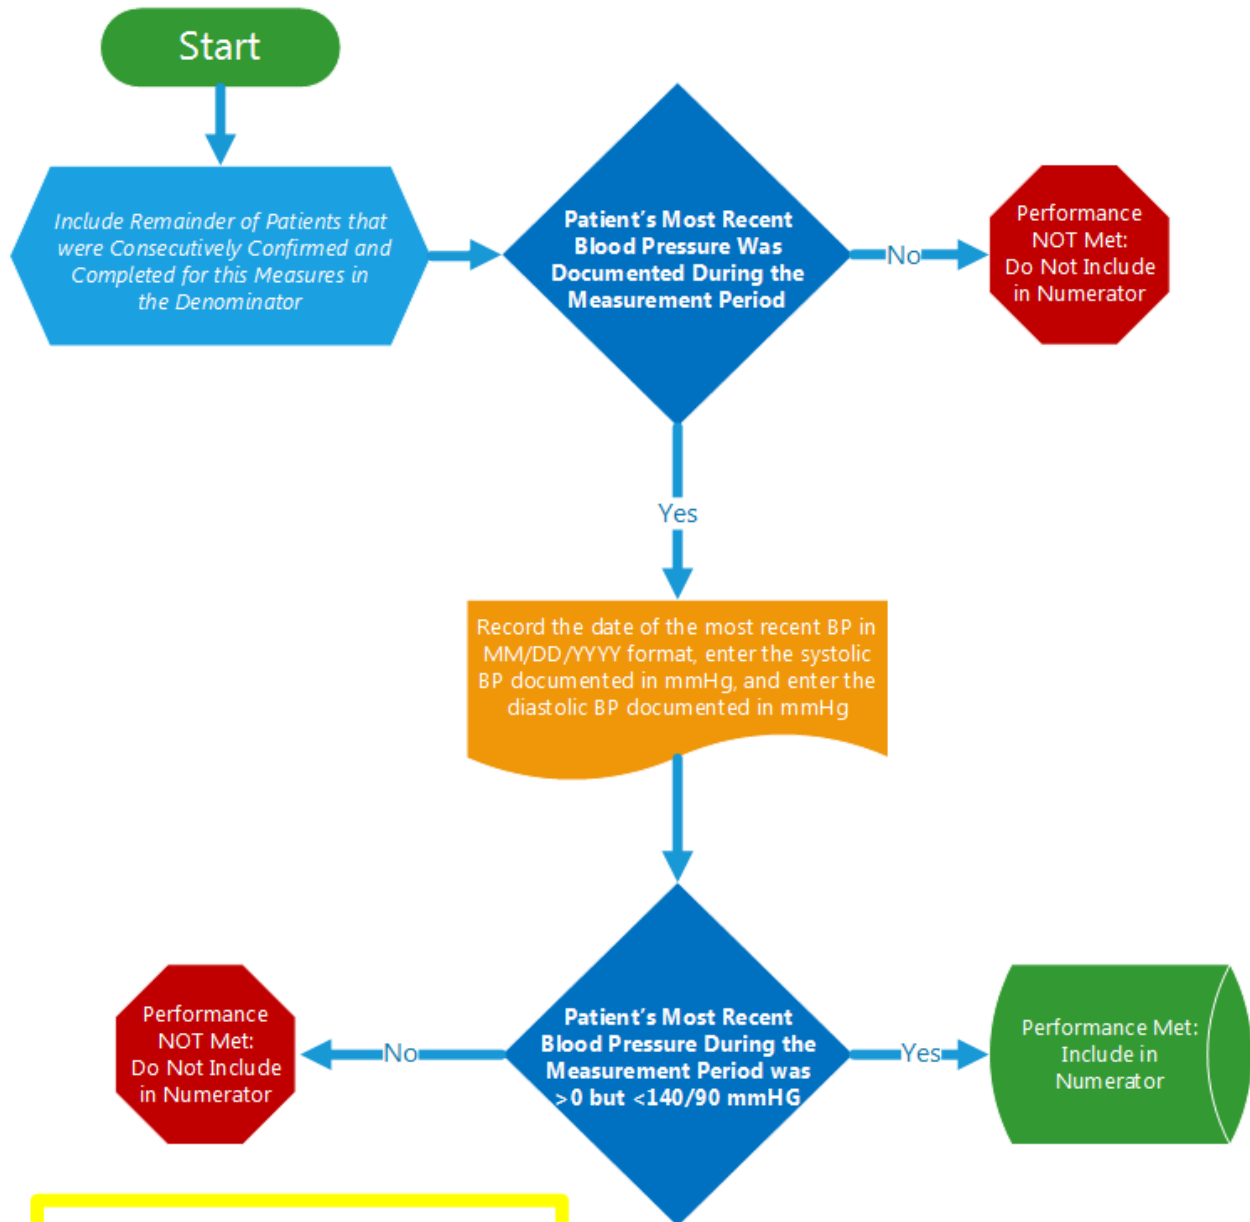 Start
Include Remainder of Patients that
were Consecutively Confirmed and
Completed for this Measures in
the Denominator
Patient's Most Recent
Blood Pressure Was
Documented During the
Measurement Period
No
Performance
NOT Met:
Do Not Include
in Numerator
Yes
Record the date of the most recent BP in
MM/DD/YYYY format, enter the systolic
BP documented in mmHg, and enter the
diastolic BP documented in mmHg
Performance
NOT Met:
Do Not Include
in Numerator
No
Patient's Most Recent
Blood Pressure During the
Measurement Period was
>0 but <140/90 mmHG
Yes
Performance Met:
Include in
Numerator